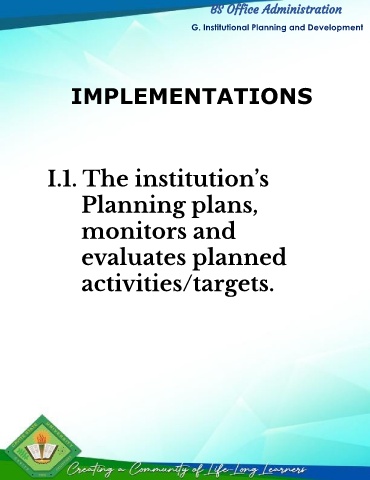 BS Office Administration
G. Institutional Planning and Development
IMPLEMENTATIONS
I.1. The institution’s
Planning plans,
monitors and
evaluates planned
activities/targets.
Creating a Community of Life-Long Learners